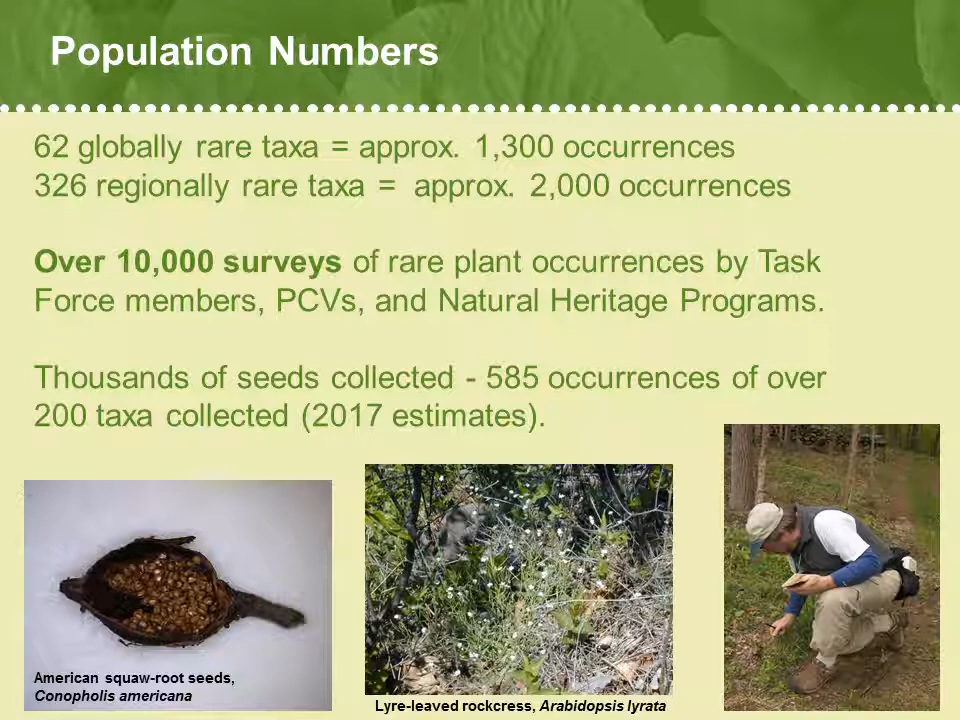 Population Numbers
62 globally rare taxa = approx. 1,300 occurrences
326 regionally rare taxa = approx. 2,000 occurrences
Over 10,000 surveys of rare plant occurrences by Task
Force members, PCVs, and Natural Heritage Programs.
Thousands of seeds collected - 585 occurrences of over
200 taxa collected (2017 estimates).
American squaw-root seeds,
Conopholis americana
Lyre-leaved rockcress, Arabidopsis lyrata